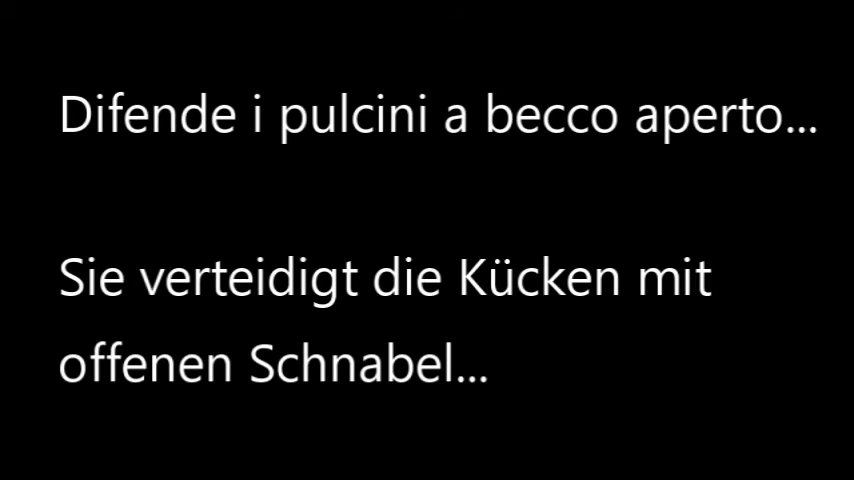 Difende i pulcini a becco aperto...
Sie verteidigt die Kücken mit
offenen Schnabel...